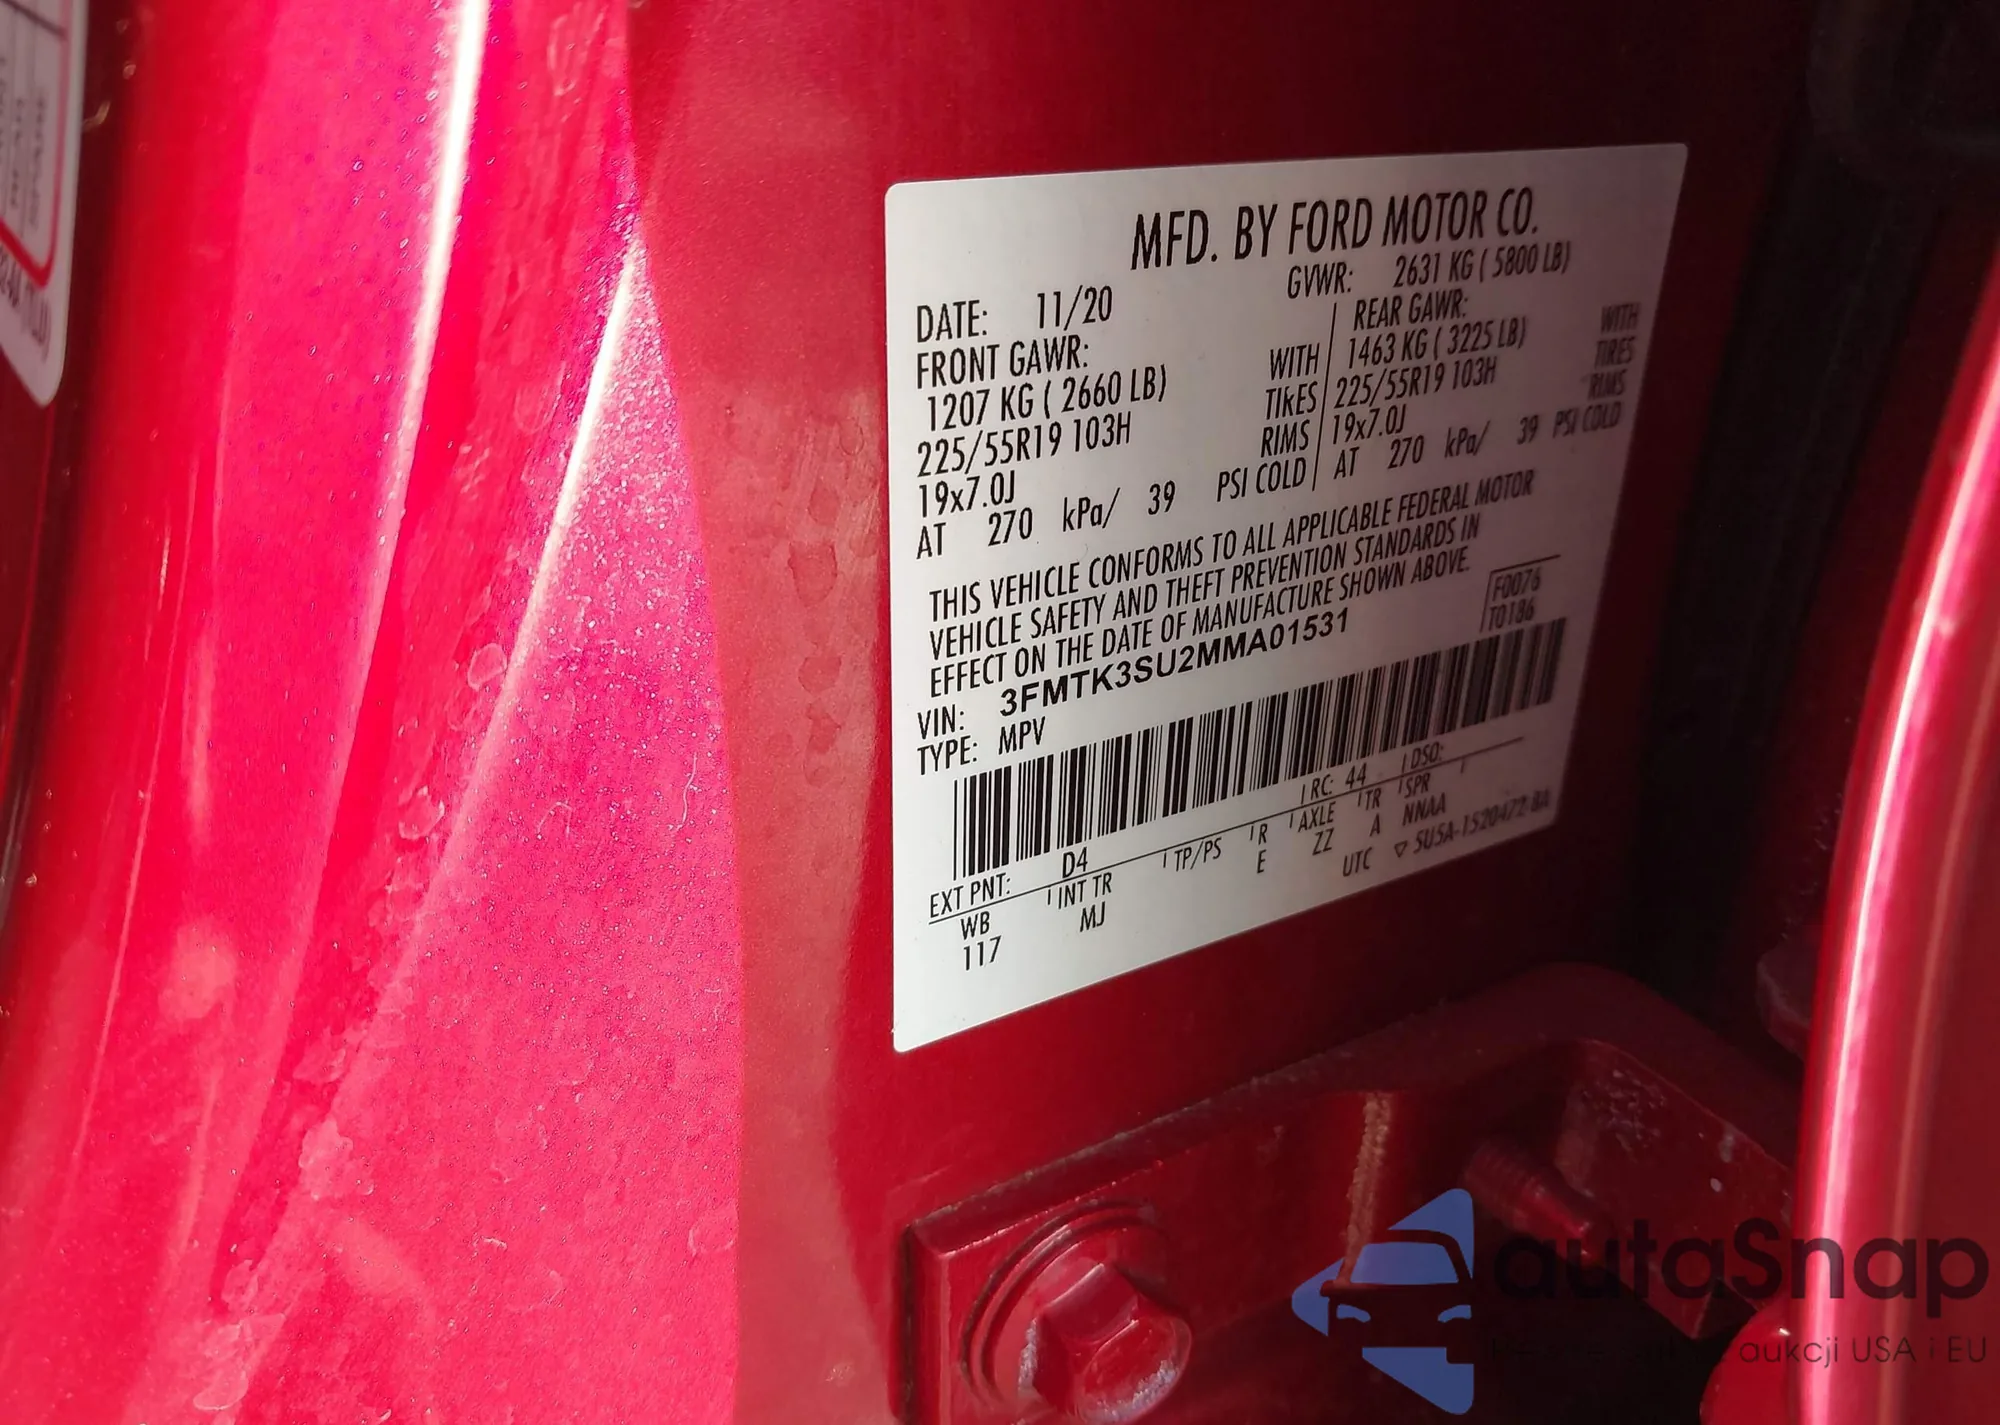 MFD. BY FORD MOTOR CO.
DATE: 11/20 GVWR: 2631 KG ( 5800 LB)
FRONT GAWR: REAR GAWR:
1207 KG ( 2660 LB) WITH 1463 KG ( 3225 LB) WITH
225/55R19 103H TIRES 225/55R19 103H TIRES
19x7.0J RIMS 19x7.0J RIMS
AT 270 kPa/ 39 PSI COLD AT 270 kPa/ 39 PSI COLD
THIS VEHICLE CONFORMS TO ALL APPLICABLE FEDERAL MOTOR
VEHICLE SAFETY AND THEFT PREVENTION STANDARDS IN
EFFECT ON THE DATE OF MANUFACTURE SHOWN ABOVE.
VIN: 3FMTK3SU2MMA01531 F0076
TYPE: MPV T0186
EXT PNT: D4 RC: 44 DSO:
WB INT TR TP/PS R AXLE TR SPR
117 MJ E ZZ A NNAA
UTC ▽ 5U5A-1520472-BA
autaSnap
aukcji USA i EU